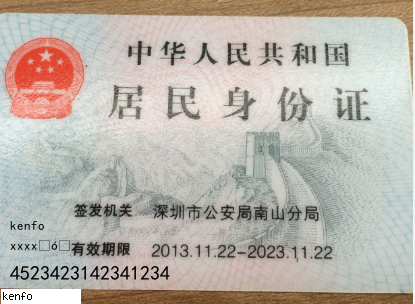 中华人民共和国
居民身份证
签发机关 深圳市公安局南山分局
kenfo
xxxx□ó□ 有效期限 2013.11.22-2023.11.22
4523423142341234
kenfo